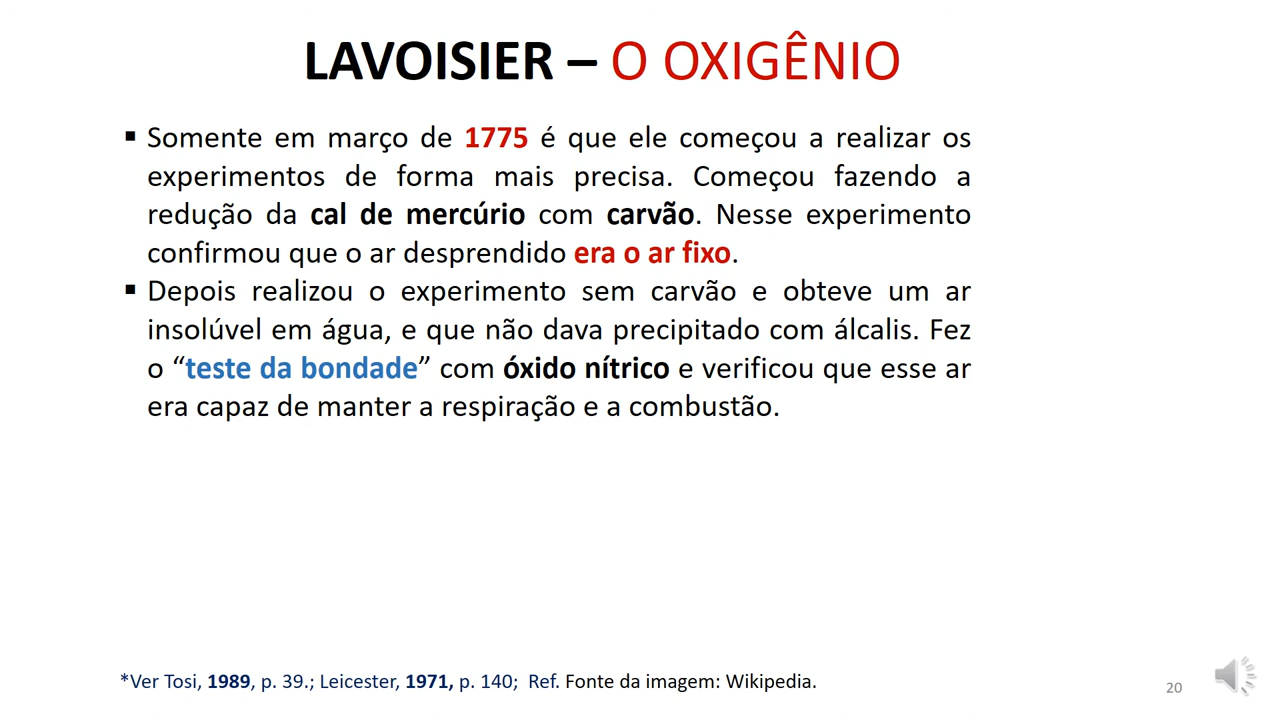 LAVOISIER – O OXIGÊNIO
▪ Somente em março de 1775 é que ele começou a realizar os
experimentos de forma mais precisa. Começou fazendo a
redução da cal de mercúrio com carvão. Nesse experimento
confirmou que o ar desprendido era o ar fixo.
▪ Depois realizou o experimento sem carvão e obteve um ar
insolúvel em água, e que não dava precipitado com álcalis. Fez
o “teste da bondade” com óxido nítrico e verificou que esse ar
era capaz de manter a respiração e a combustão.
*Ver Tosi, 1989, p. 39.; Leicester, 1971, p. 140; Ref. Fonte da imagem: Wikipedia.
20